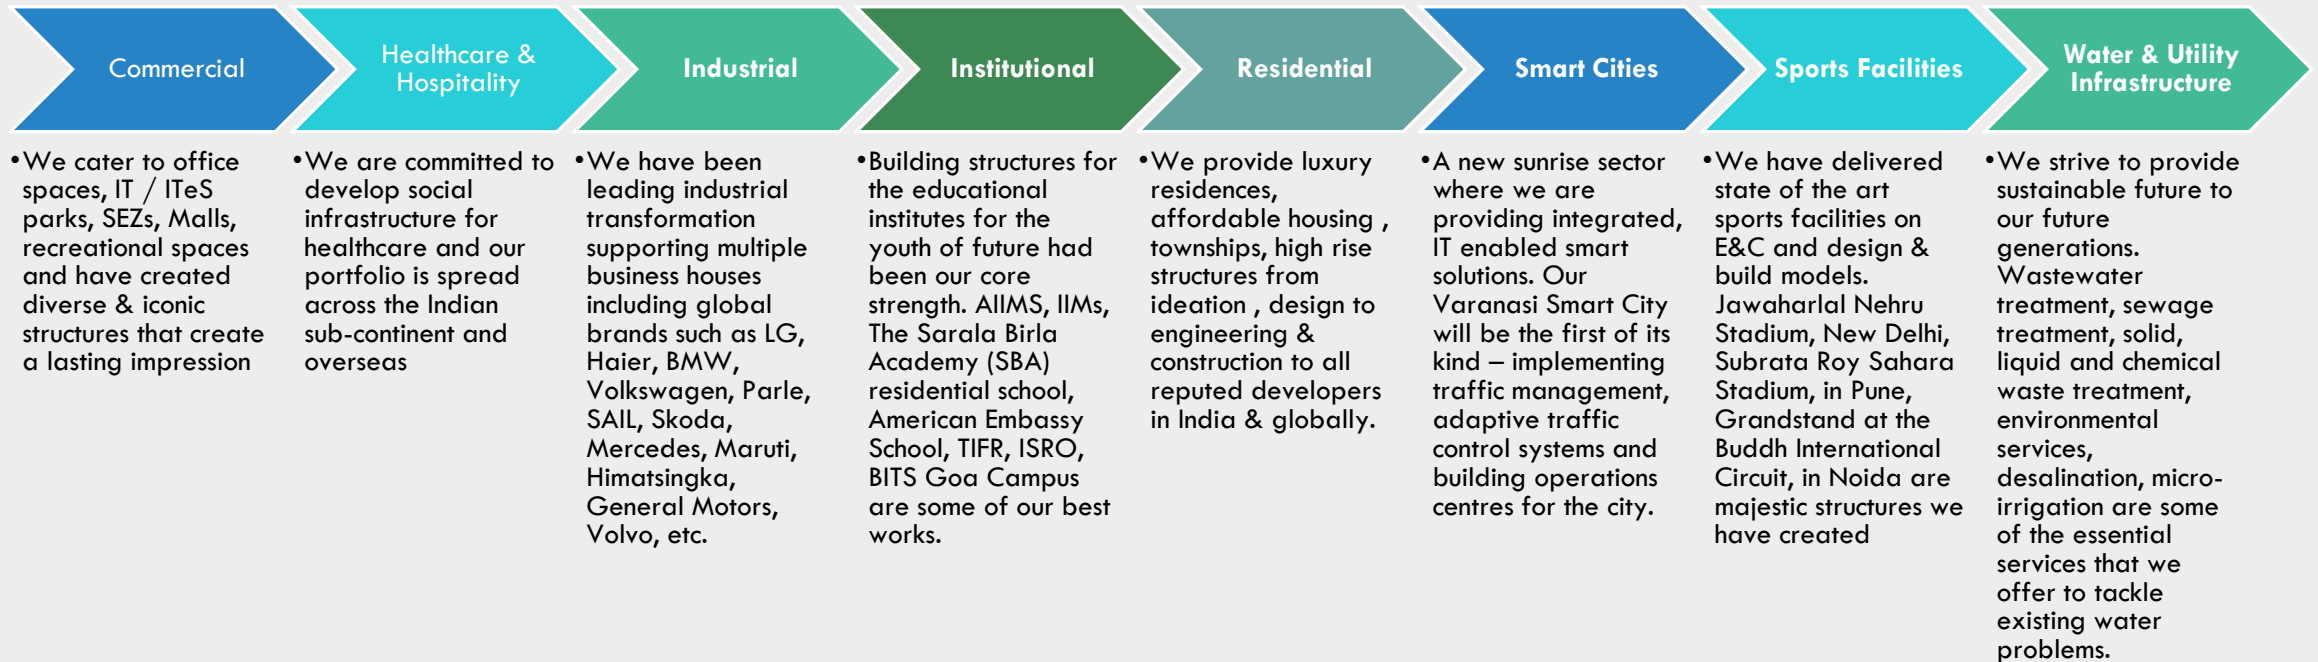 Commercial
•We cater to office
spaces, IT / ITeS
parks, SEZs, Malls,
recreational spaces
and have created
diverse & iconic
structures that create
a lasting impression
Healthcare &
Hospitality
•We are committed to
develop social
infrastructure for
healthcare and our
portfolio is spread
across the Indian
sub-continent and
overseas
Industrial
•We have been
leading industrial
transformation
supporting multiple
business houses
including global
brands such as LG,
Haier, BMW,
Volkswagen, Parle,
SAIL, Skoda,
Mercedes, Maruti,
Himatsingka,
General Motors,
Volvo, etc.
Institutional
•Building structures for
the educational
institutes for the
youth of future had
been our core
strength. AIIMS, IIMs,
The Sarala Birla
Academy (SBA)
residential school,
American Embassy
School, TIFR, ISRO,
BITS Goa Campus
are some of our best
works.
Residential
•We provide luxury
residences,
affordable housing ,
townships, high rise
structures from
ideation , design to
engineering &
construction to all
reputed developers
in India & globally.
Smart Cities
•A new sunrise sector
where we are
providing integrated,
IT enabled smart
solutions. Our
Varanasi Smart City
will be the first of its
kind – implementing
traffic management,
adaptive traffic
control systems and
building operations
centres for the city.
Sports Facilities
•We have delivered
state of the art
sports facilities on
E&C and design &
build models.
Jawaharlal Nehru
Stadium, New Delhi,
Subrata Roy Sahara
Stadium, in Pune,
Grandstand at the
Buddh International
Circuit, in Noida are
majestic structures we
have created
Water & Utility
Infrastructure
•We strive to provide
sustainable future to
our future
generations.
Wastewater
treatment, sewage
treatment, solid,
liquid and chemical
waste treatment,
environmental
services,
desalination, micro-
irrigation are some
of the essential
services that we
offer to tackle
existing water
problems.